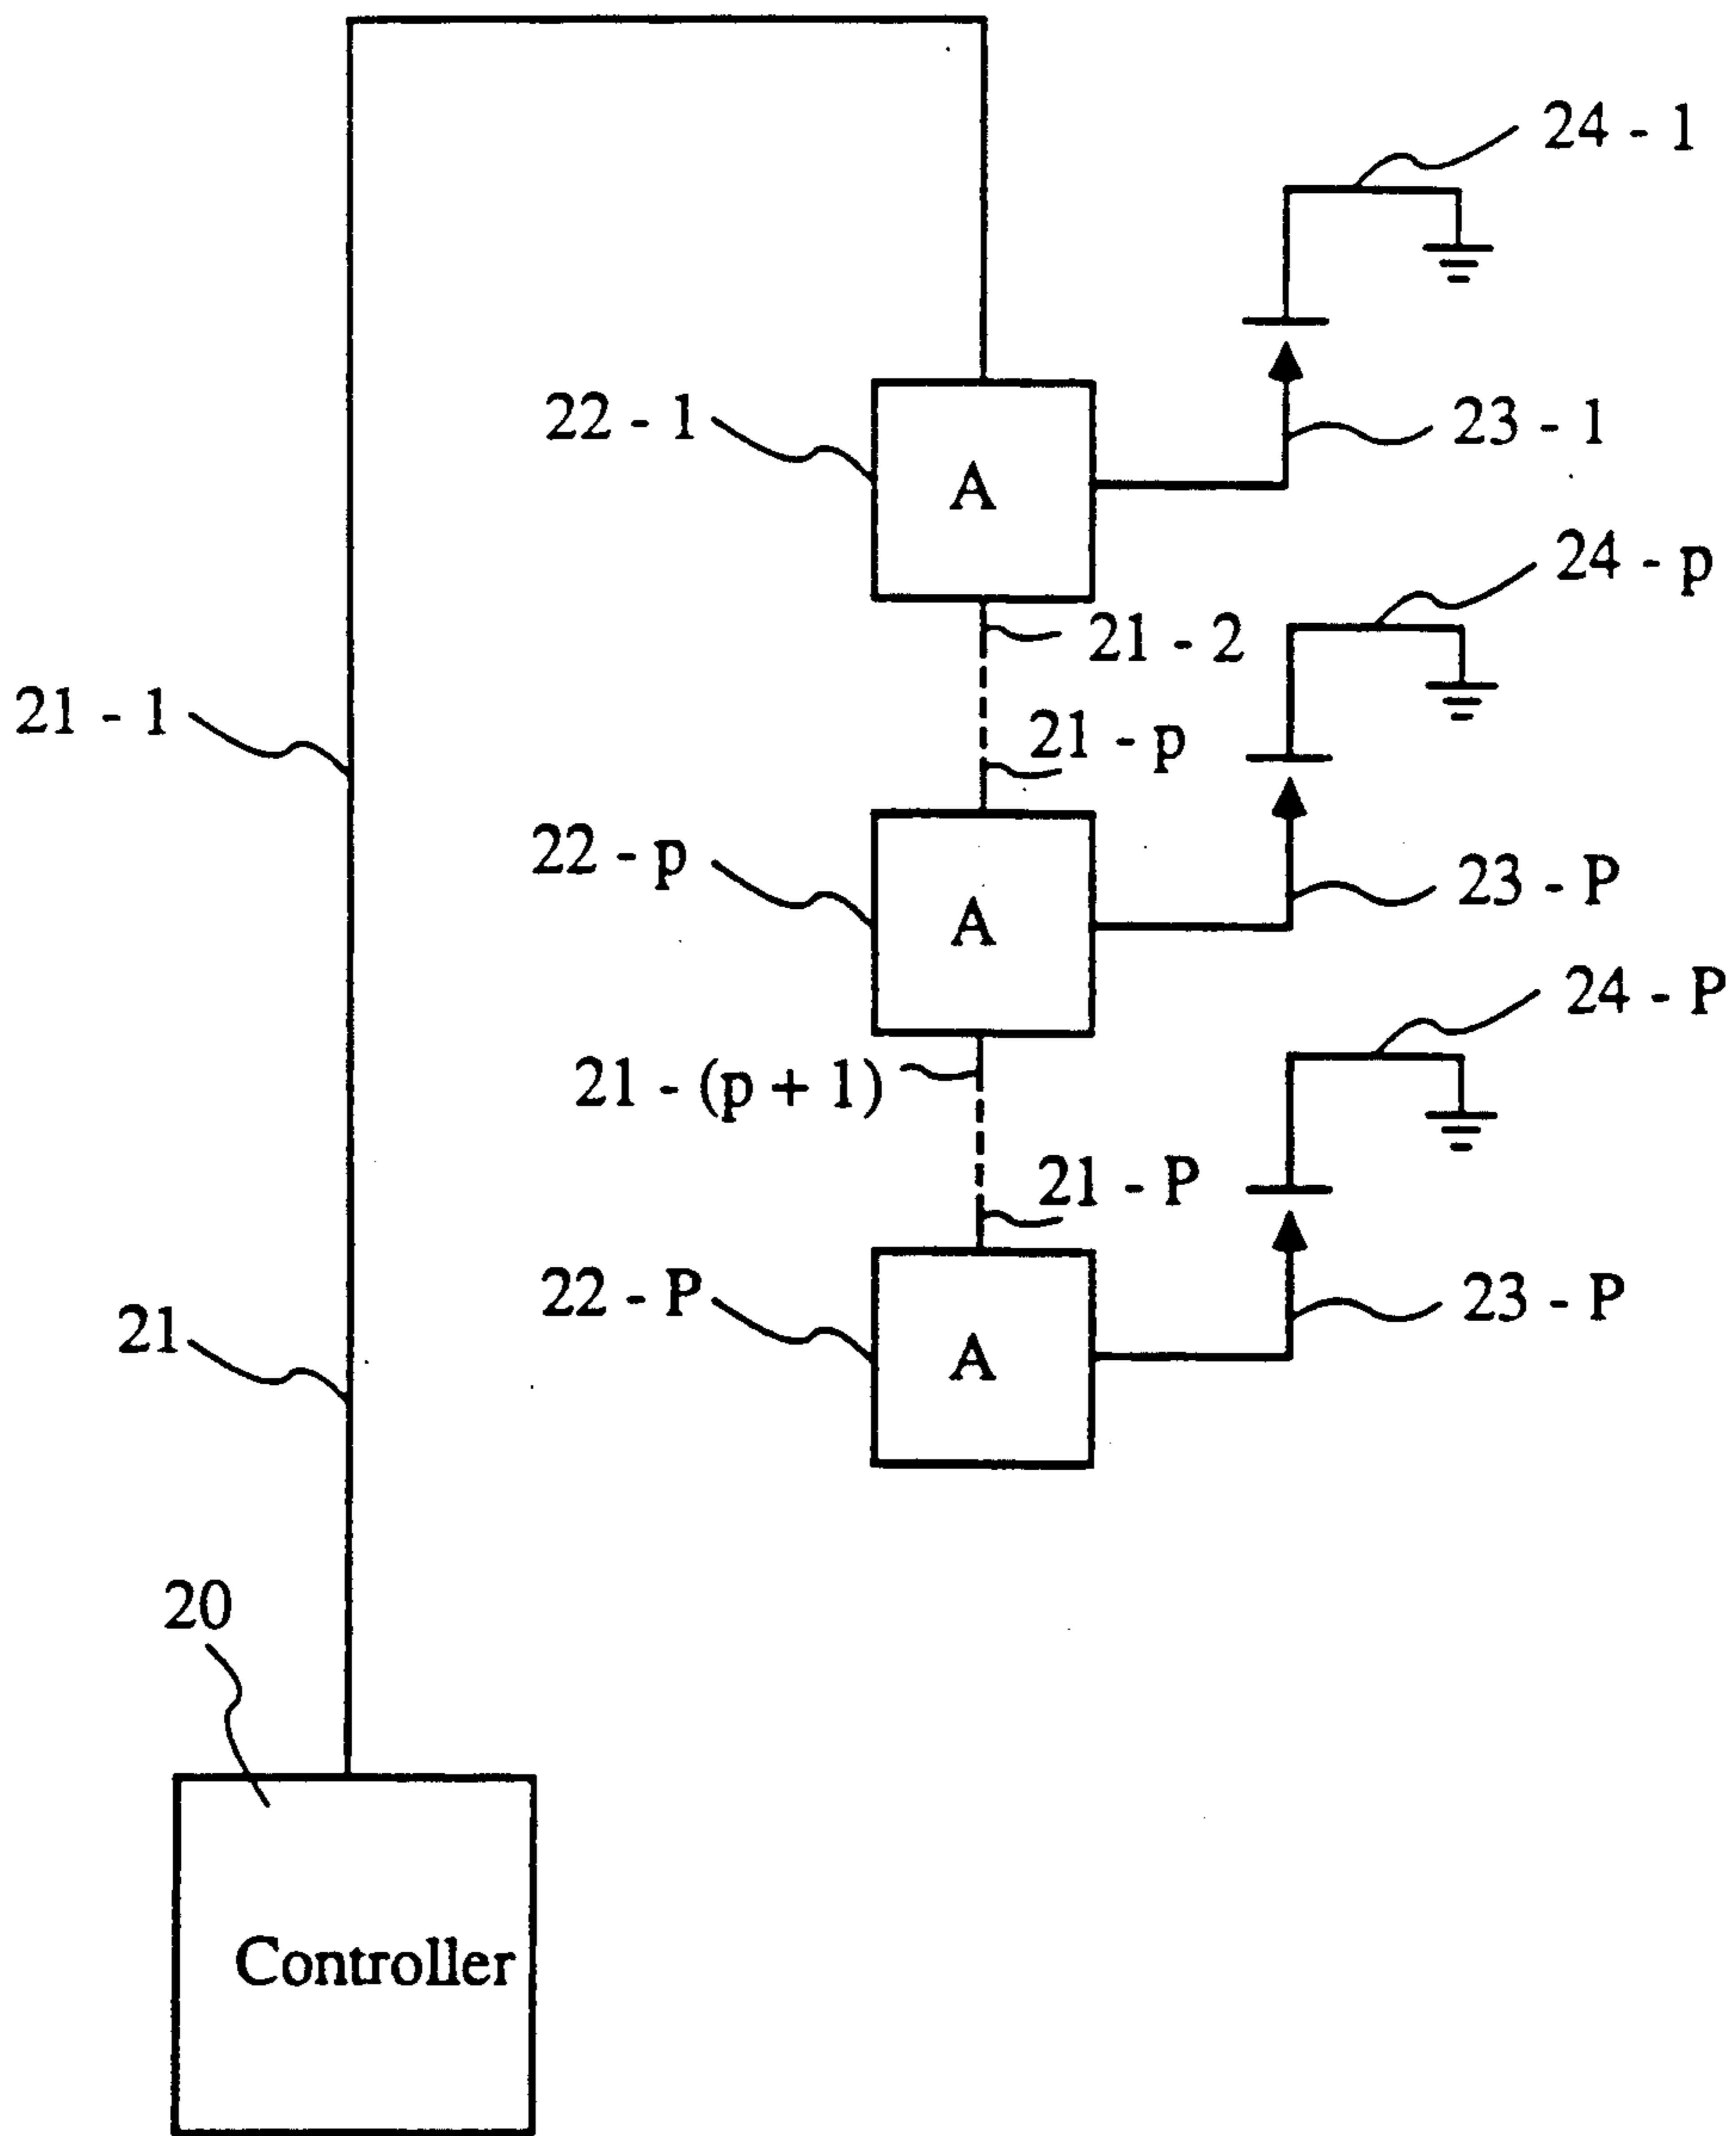 24 - 1
22 - 1
A
23 - 1
24 - p
21 - 2
21 - 1
21 - p
22 - p
A
23 - P
24 - P
21 - (p + 1)
21 - P
22 - P
A
23 - P
21
20
Controller